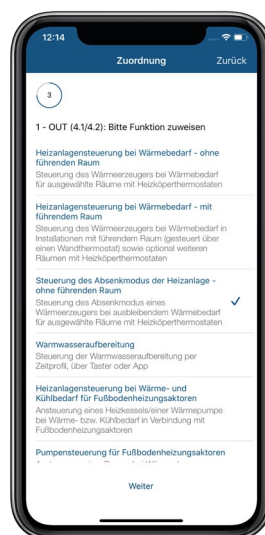 12:14
Zuordnung
Zurück
3
1 - OUT (4.1/4.2): Bitte Funktion zuweisen
Heizanlagensteuerung bei Wärmebedarf - ohne
führenden Raum
Steuerung des Wärmeerzeugers bei Wärmebedarf
für ausgewählte Räume mit Heizköperthermostaten
Heizanlagensteuerung bei Wärmebedarf - mit
führendem Raum
Steuerung des Wärmeerzeugers bei Wärmebedarf in
Installationen mit führendem Raum (gesteuert über
einen Wandthermostat) sowie optional weiteren
Räumen mit Heizköperthermostaten
Steuerung des Absenkmodus der Heizanlage -
ohne führenden Raum
Steuerung des Absenkmodus eines
Wärmeerzeugers bei ausbleibendem Wärmebedarf
für ausgewählte Räume mit Heizköperthermostaten
Warmwasseraufbereitung
Steuerung der Warmwasseraufbereitung per
Zeitprofil, über Taster oder App
Heizanlagensteuerung bei Wärme- und
Kühlbedarf für Fußbodenheizungsaktoren
Ansteuerung eines Heizkessels/einer Wärmepumpe
bei Wärme- bzw. Kühlbedarf in Verbindung mit
Fußbodenheizungsaktoren
Pumpensteuerung für Fußbodenheizungsaktoren
Weiter